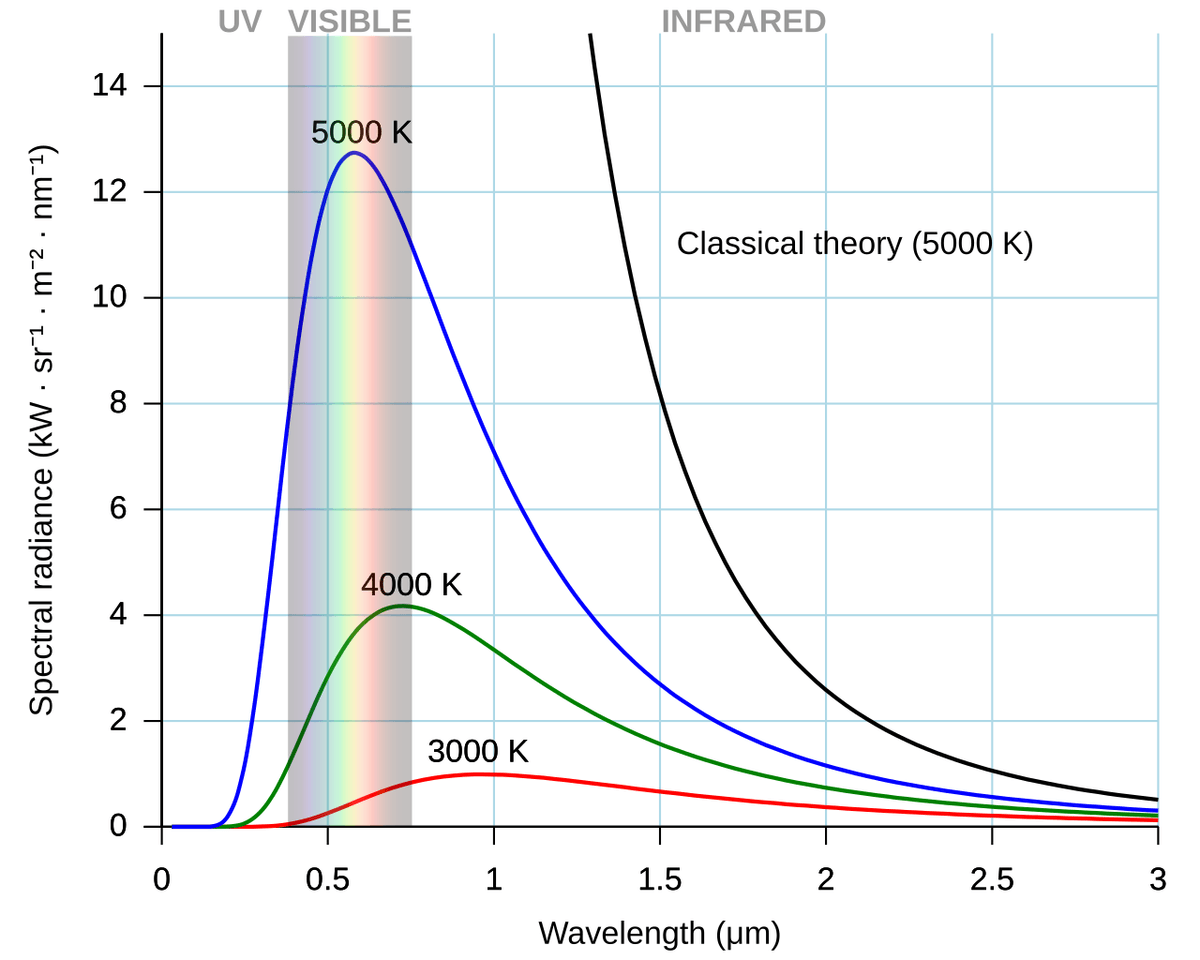 UV VISIBLE INFRARED
14
12
10
8
6
4
2
0
Spectral radiance (kW · sr⁻¹ · m⁻² · nm⁻¹)
5000 K
Classical theory (5000 K)
4000 K
3000 K
0 0.5 1 1.5 2 2.5 3
Wavelength (μm)